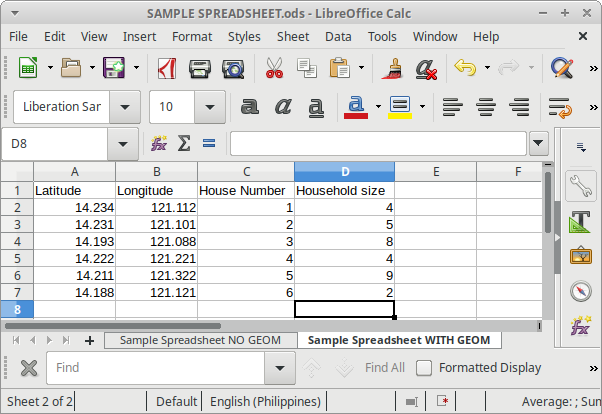 SAMPLE SPREADSHEET.ods - LibreOffice Calc
File Edit View Insert Format Styles Sheet Data Tools Window Help
Liberation Sar 10 a a a a
D8 fx Σ =
A B C D E F
1 Latitude Longitude House Number Household size
2 14.234 121.112 1 4
3 14.231 121.101 2 5
4 14.193 121.088 3 8
5 14.222 121.221 4 4
6 14.211 121.322 5 9
7 14.188 121.121 6 2
8
Sample Spreadsheet NO GEOM Sample Spreadsheet WITH GEOM
Find Find All Formatted Display
Sheet 2 of 2 Default English (Philippines) Average: ; Sun